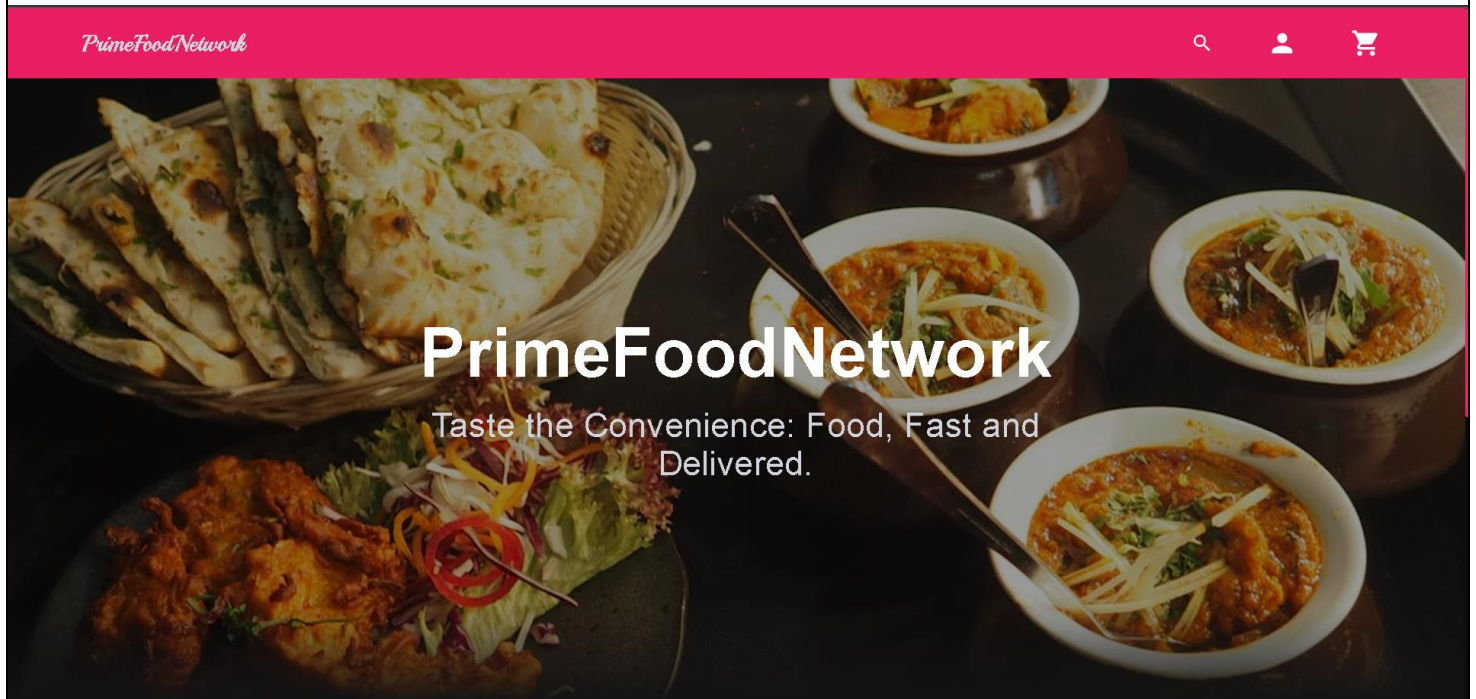 PrimeFoodNetwork
PrimeFoodNetwork
Taste the Convenience: Food, Fast and
Delivered.